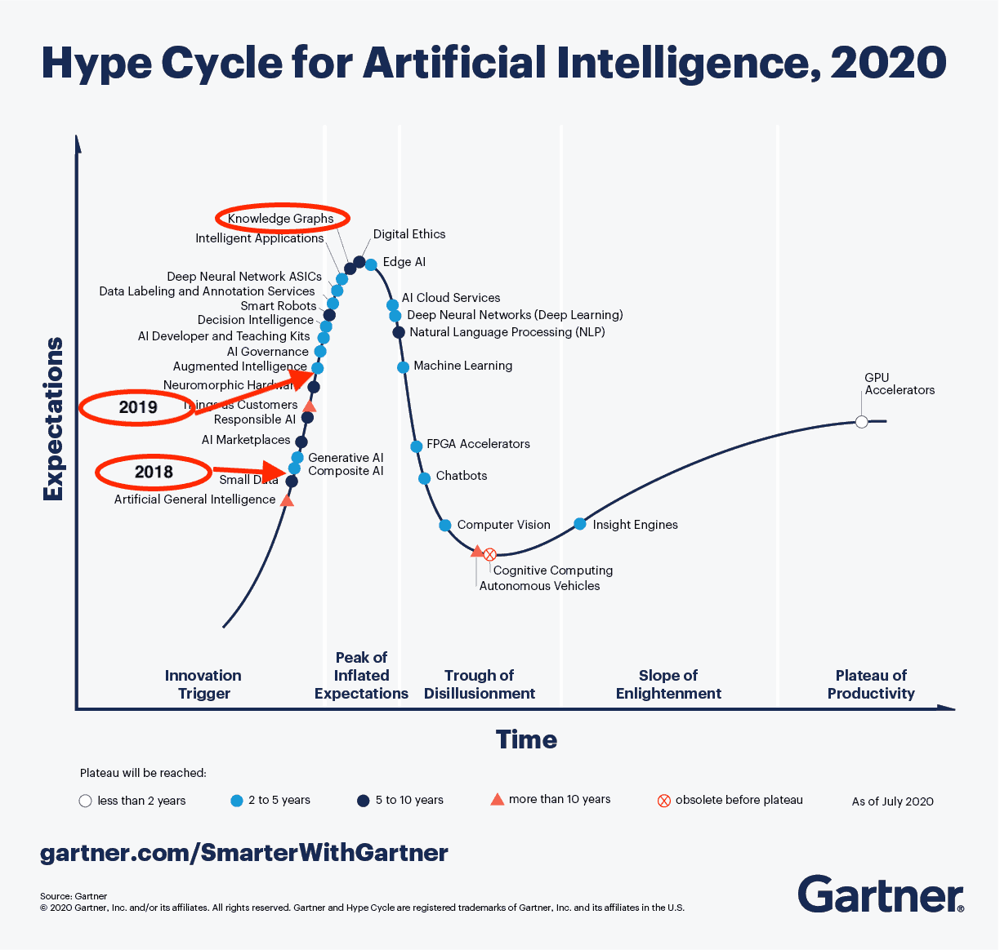 Hype Cycle for Artificial Intelligence, 2020
Expectations
Knowledge Graphs
Intelligent Applications
Digital Ethics
Edge AI
Deep Neural Network ASICs
Data Labeling and Annotation Services
Smart Robots
Decision Intelligence
AI Developer and Teaching Kits
AI Governance
Augmented Intelligence
Neuromorphic Hardware
2019
Things as Customers
Responsible AI
AI Marketplaces
Generative AI
Composite AI
2018
Small Data
Artificial General Intelligence
AI Cloud Services
Deep Neural Networks (Deep Learning)
Natural Language Processing (NLP)
Machine Learning
FPGA Accelerators
Chatbots
Computer Vision
Cognitive Computing
Autonomous Vehicles
Insight Engines
GPU
Accelerators
Innovation
Trigger
Peak of
Inflated
Expectations
Trough of
Disillusionment
Slope of
Enlightenment
Plateau of
Productivity
Time
Plateau will be reached:
less than 2 years
2 to 5 years
5 to 10 years
more than 10 years
obsolete before plateau
As of July 2020
gartner.com/SmarterWithGartner
Source: Gartner
© 2020 Gartner, Inc. and/or its affiliates. All rights reserved. Gartner and Hype Cycle are registered trademarks of Gartner, Inc. and its affiliates in the U.S.
Gartner®